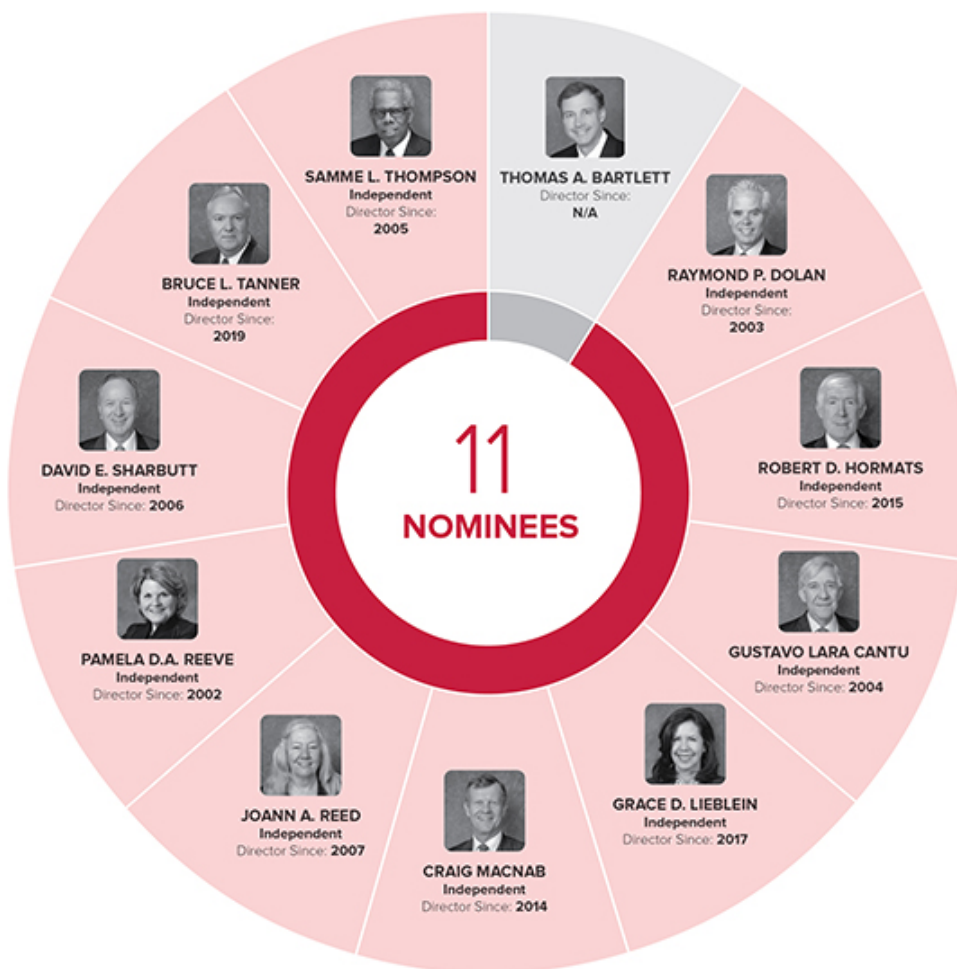 THOMAS A. BARTLETT
Director Since:
N/A
RAYMOND P. DOLAN
Independent
Director Since:
2003
ROBERT D. HORMATS
Independent
Director Since: 2015
GUSTAVO LARA CANTU
Independent
Director Since: 2004
GRACE D. LIEBLEIN
Independent
Director Since: 2017
CRAIG MACNAB
Independent
Director Since: 2014
JOANN A. REED
Independent
Director Since: 2007
PAMELA D.A. REEVE
Independent
Director Since: 2002
DAVID E. SHARBUTT
Independent
Director Since: 2006
BRUCE L. TANNER
Independent
Director Since:
2019
SAMME L. THOMPSON
Independent
Director Since:
2005
11
NOMINEES